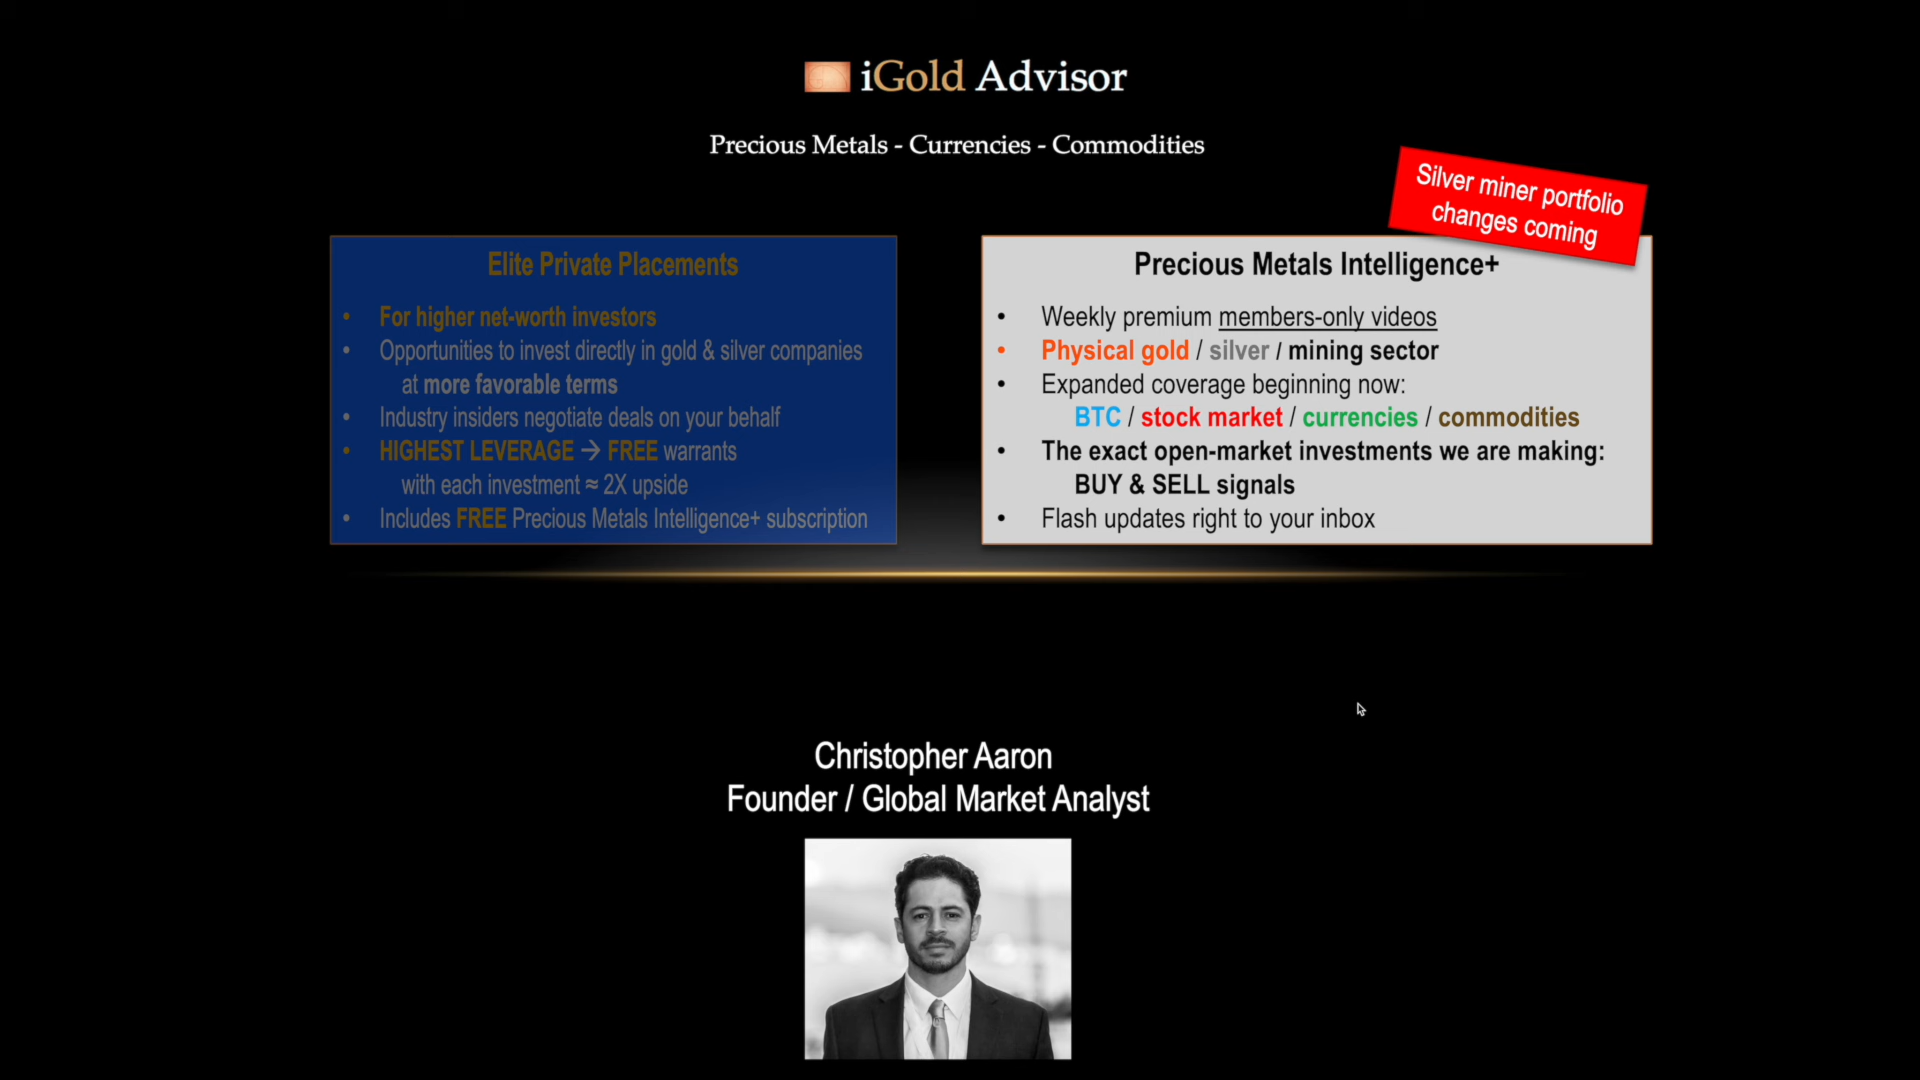 iGold Advisor
Precious Metals - Currencies - Commodities
Silver miner portfolio
changes coming
Elite Private Placements
• For higher net-worth investors
• Opportunities to invest directly in gold & silver companies
at more favorable terms
• Industry insiders negotiate deals on your behalf
• HIGHEST LEVERAGE → FREE warrants
with each investment ≈ 2X upside
• Includes FREE Precious Metals Intelligence+ subscription
Precious Metals Intelligence+
• Weekly premium members-only videos
• Physical gold / silver / mining sector
• Expanded coverage beginning now:
BTC / stock market / currencies / commodities
• The exact open-market investments we are making:
BUY & SELL signals
• Flash updates right to your inbox
Christopher Aaron
Founder / Global Market Analyst